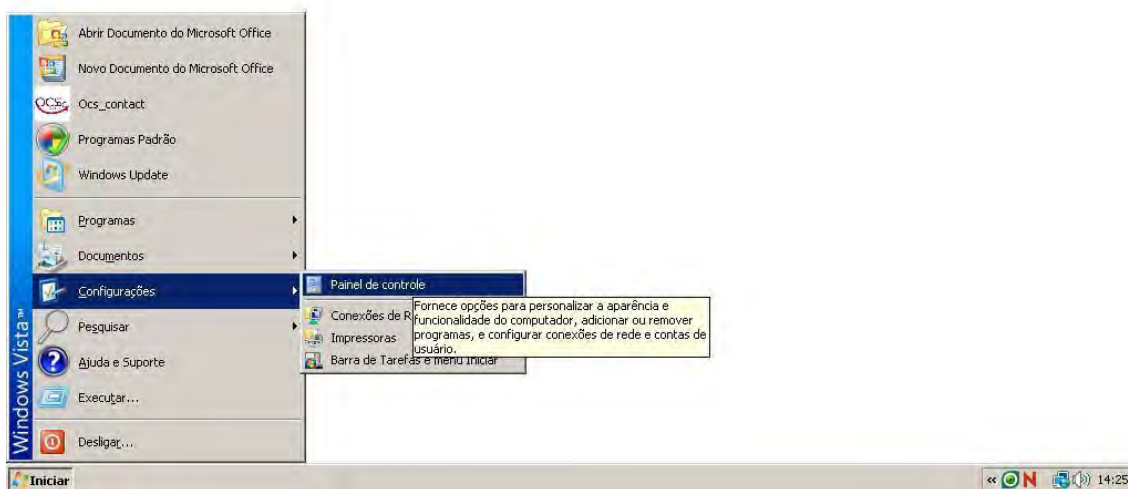 Abrir Documento do Microsoft Office
Novo Documento do Microsoft Office
OCSc Ocs_contact
Programas Padrão
Windows Update
Programas
Documentos
Configurações
Pesquisar
Ajuda e Suporte
Executar...
Desligar...
Windows Vista™
Painel de controle
Conexões de R
Impressoras
Barra de Tarefas e menu Iniciar
Fornece opções para personalizar a aparência e
funcionalidade do computador, adicionar ou remover
programas, e configurar conexões de rede e contas de
usuário.
Iniciar
« N 14:25